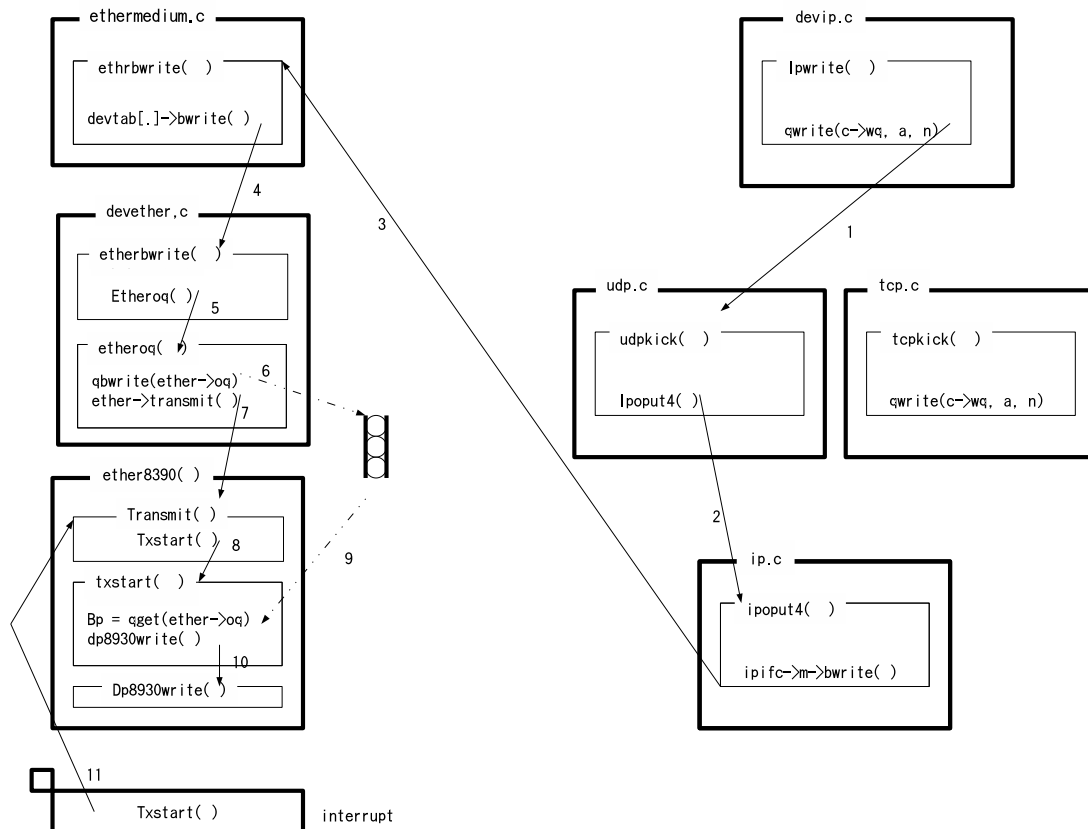 ethermedium.c
ethrbwrite(  )
devtab[.]->bwrite( )
4
devether,c
etherbwrite(  )
Etheroq( )
5
etheroq(  )
qbwrite(ether->oq)
ether->transmit( )
6
7
ether8390( )
Transmit( )
Txstart( )
8
txstart(  )
Bp = qget(ether->oq)
dp8930write( )
9
10
Dp8930write( )
11
Txstart( )
interrupt
3
devip.c
Ipwrite(  )
qwrite(c->wq, a, n)
1
udp.c
udpkick(  )
Ipoput4( )
tcp.c
tcpkick(  )
qwrite(c->wq, a, n)
2
ip.c
ipoput4(  )
ipifc->m->bwrite( )